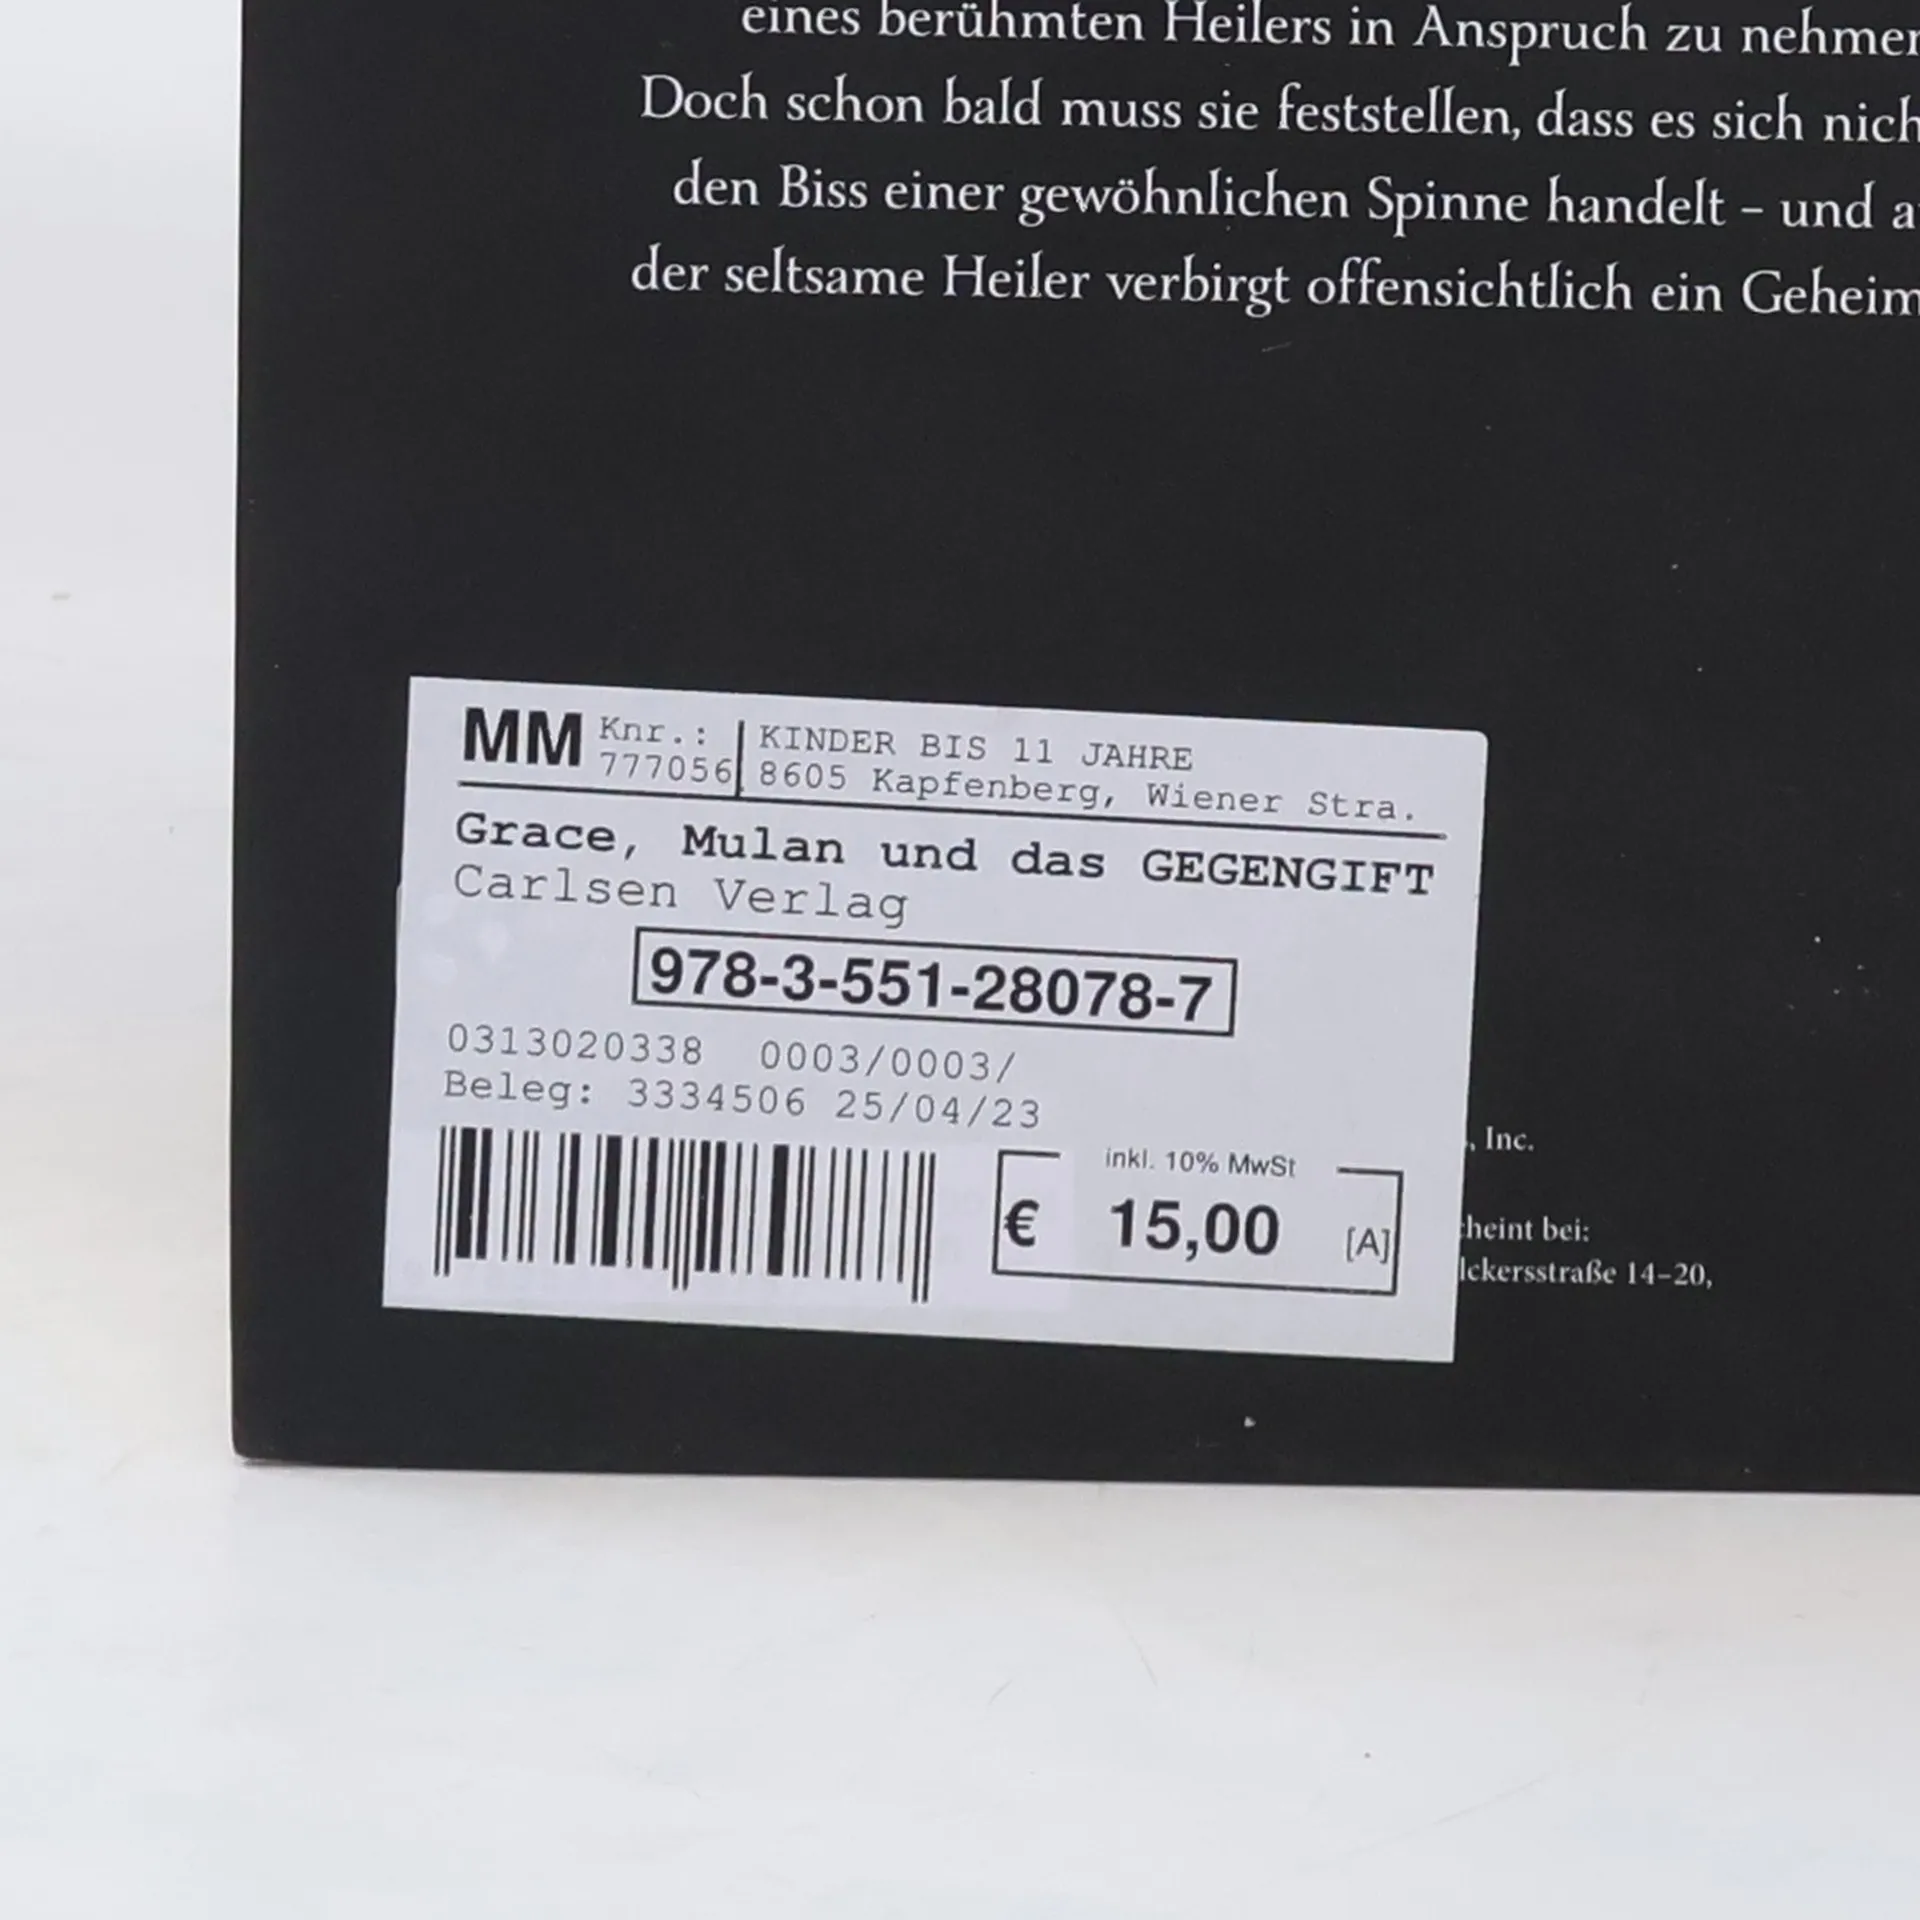 eines berühmten Heilers in Anspruch zu nehmen
Doch schon bald muss sie feststellen, dass es sich nich
den Biss einer gewöhnlichen Spinne handelt – und a
der seltsame Heiler verbirgt offensichtlich ein Geheim
MM Knr.: KINDER BIS 11 JAHRE
777056 8605 Kapfenberg, Wiener Stra.
Grace, Mulan und das GEGENGIFT
Carlsen Verlag
978-3-551-28078-7
0313020338 0003/0003/
Beleg: 3334506 25/04/23
inkl. 10% MwSt
€ 15,00 [A]
, Inc.
heint bei:
lckersstraße 14–20,